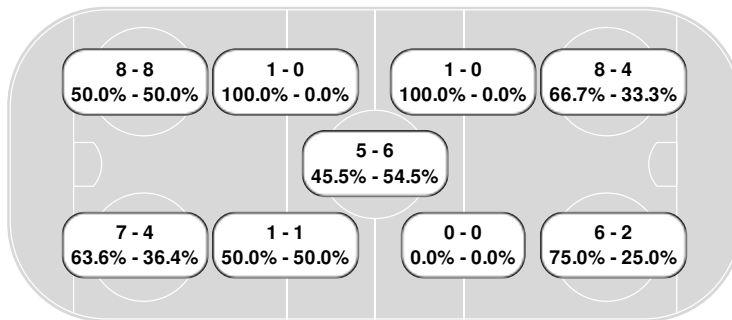 8 - 8
50.0% - 50.0%
1 - 0
100.0% - 0.0%
1 - 0
100.0% - 0.0%
8 - 4
66.7% - 33.3%
5 - 6
45.5% - 54.5%
7 - 4
63.6% - 36.4%
1 - 1
50.0% - 50.0%
0 - 0
0.0% - 0.0%
6 - 2
75.0% - 25.0%